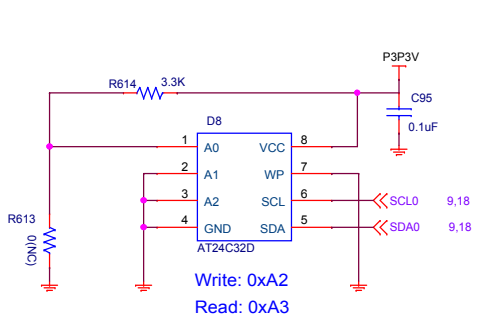 P3P3V
R614 3.3K
C95
0.1uF
D8
1 A0 VCC 8
2 A1 WP 7
3 A2 SCL 6 SCL0 9,18
4 GND SDA 5 SDA0 9,18
R613
0(NC)
AT24C32D
Write: 0xA2
Read: 0xA3